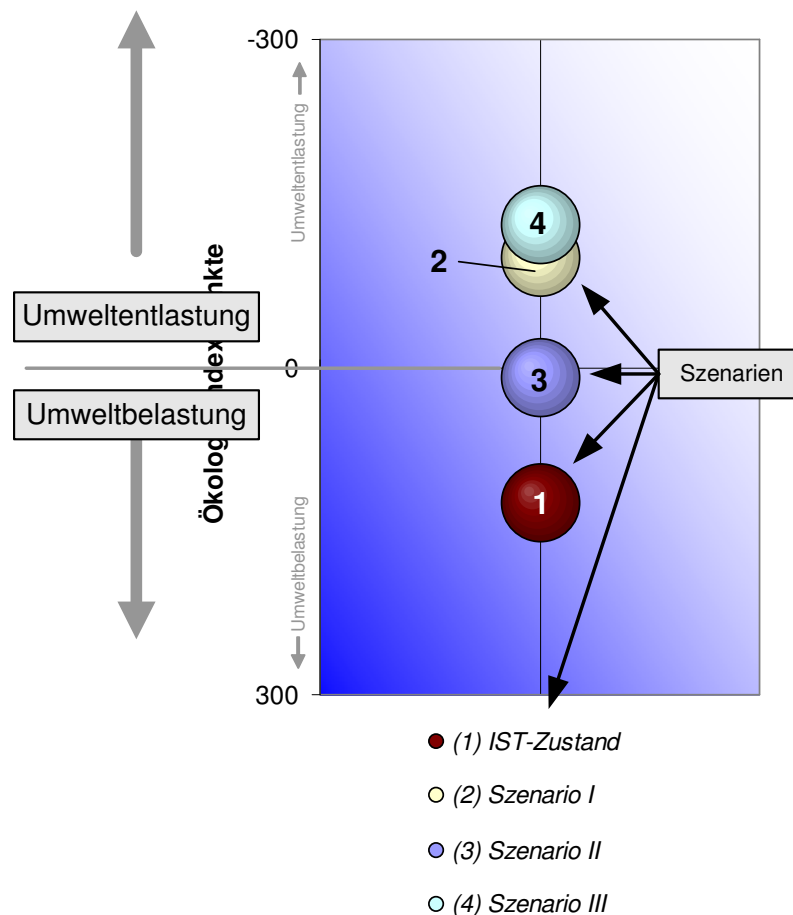 -300
Umweltentlastung
4
2
Umweltentlastung
0
3
Szenarien
Umweltbelastung
1
Umweltbelastung
300
(1) IST-Zustand
(2) Szenario I
(3) Szenario II
(4) Szenario III